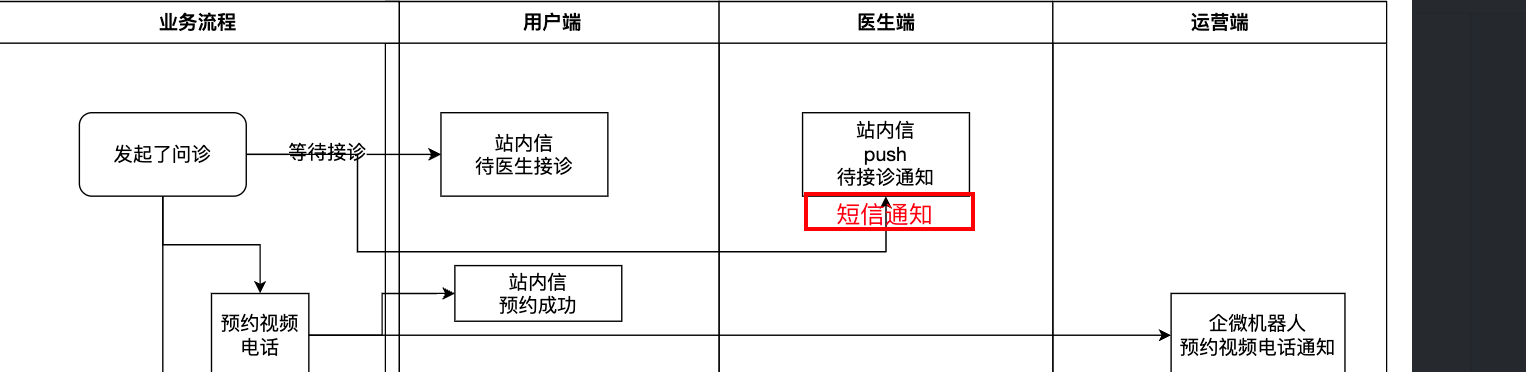 业务流程
用户端
医生端
运营端
发起了问诊
等待接诊
站内信
待医生接诊
站内信
push
待接诊通知
短信通知
站内信
预约成功
预约视频
电话
企微机器人
预约视频电话通知